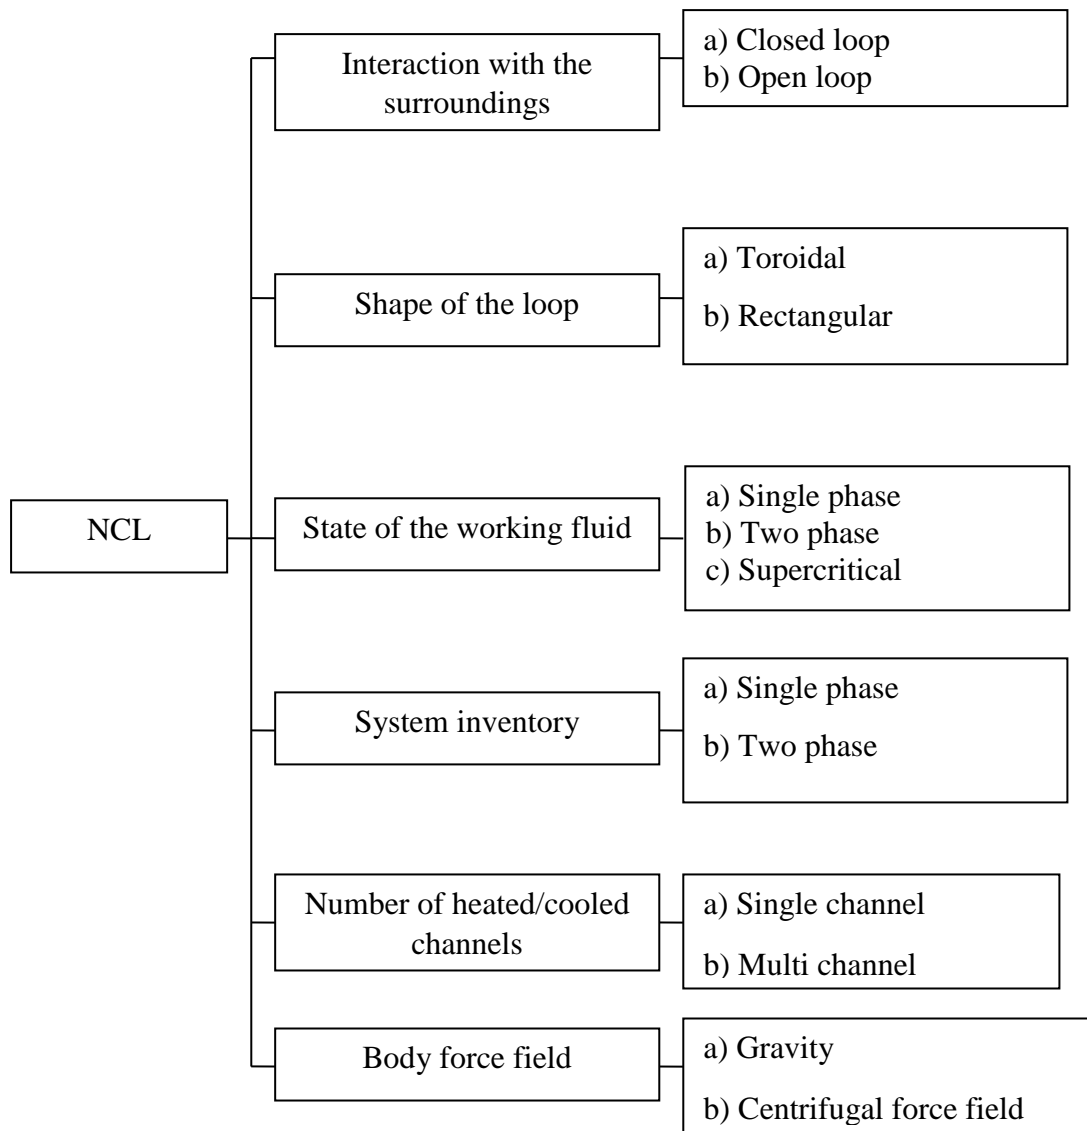 Interaction with the
surroundings
a) Closed loop
b) Open loop
Shape of the loop
a) Toroidal
b) Rectangular
NCL
State of the working fluid
a) Single phase
b) Two phase
c) Supercritical
System inventory
a) Single phase
b) Two phase
Number of heated/cooled
channels
a) Single channel
b) Multi channel
Body force field
a) Gravity
b) Centrifugal force field